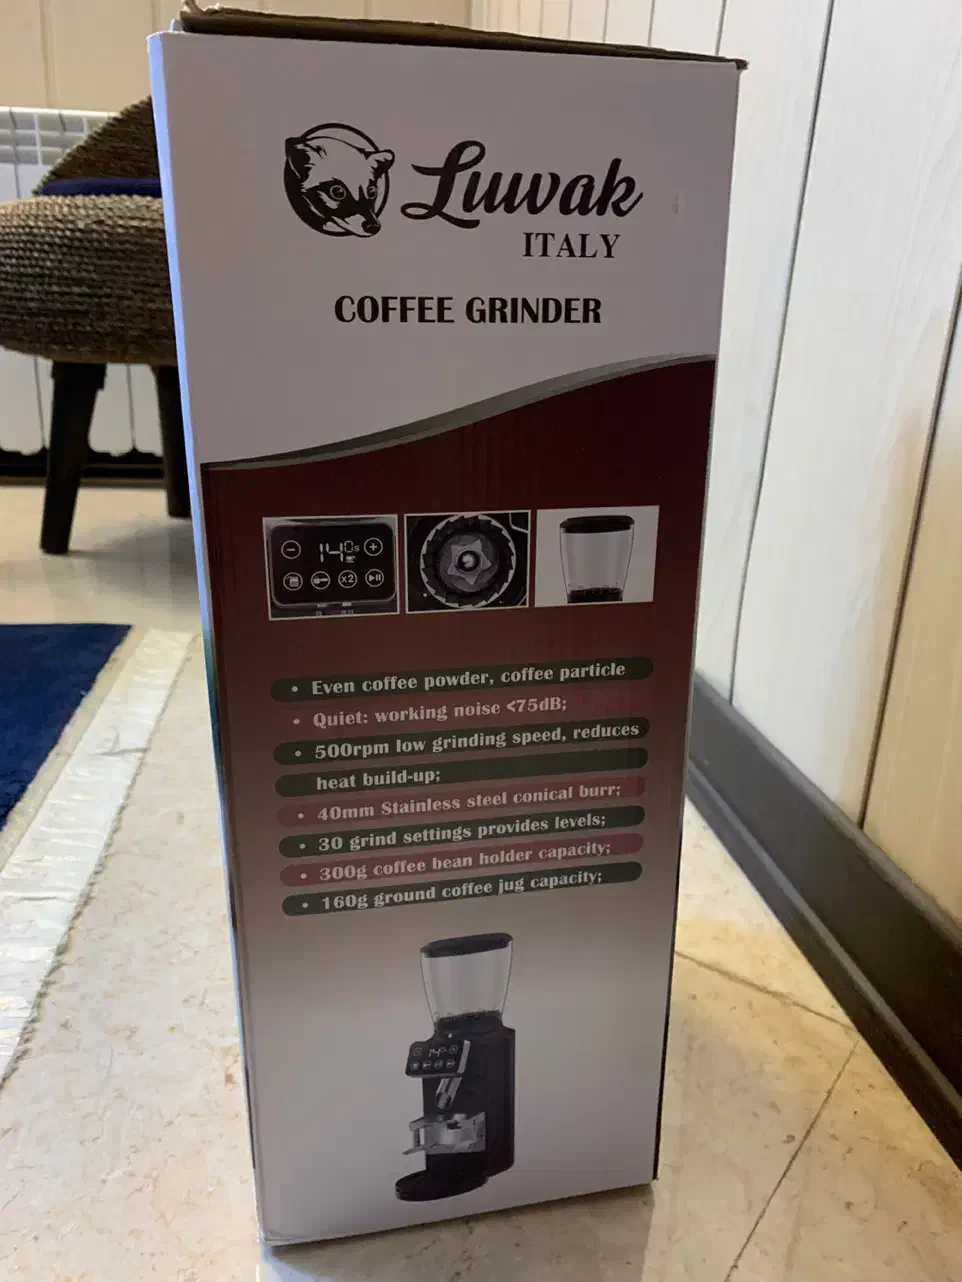 Luwak
ITALY
COFFEE GRINDER
140s
x2
• Even coffee powder, coffee particle
• Quiet: working noise <75dB;
• 500rpm low grinding speed, reduces
heat build-up;
• 40mm Stainless steel conical burr;
• 30 grind settings provides levels;
• 300g coffee bean holder capacity;
• 160g ground coffee jug capacity;